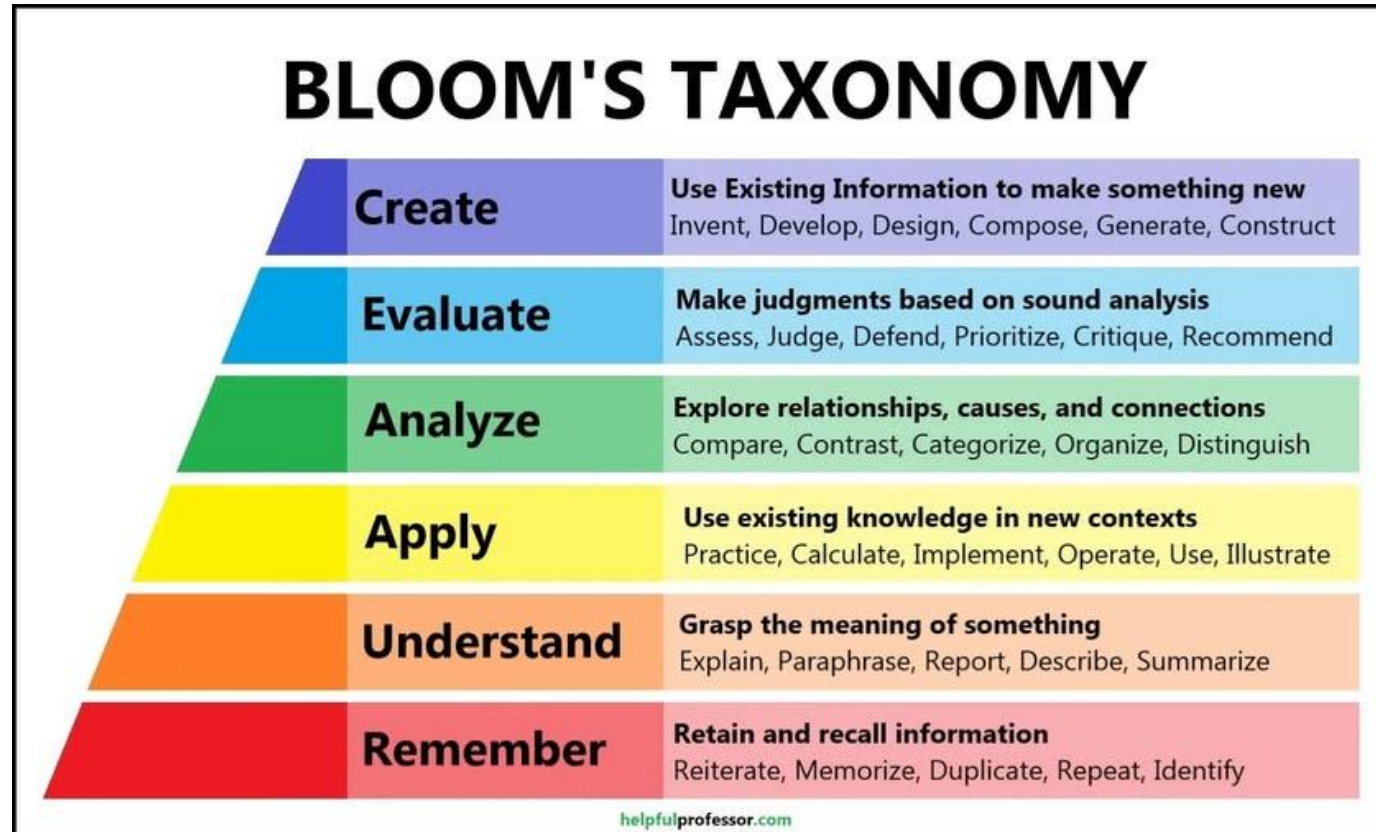 BLOOM'S TAXONOMY
Create
Use Existing Information to make something new
Invent, Develop, Design, Compose, Generate, Construct
Evaluate
Make judgments based on sound analysis
Assess, Judge, Defend, Prioritize, Critique, Recommend
Analyze
Explore relationships, causes, and connections
Compare, Contrast, Categorize, Organize, Distinguish
Apply
Use existing knowledge in new contexts
Practice, Calculate, Implement, Operate, Use, Illustrate
Understand
Grasp the meaning of something
Explain, Paraphrase, Report, Describe, Summarize
Remember
Retain and recall information
Reiterate, Memorize, Duplicate, Repeat, Identify
helpfulprofessor.com